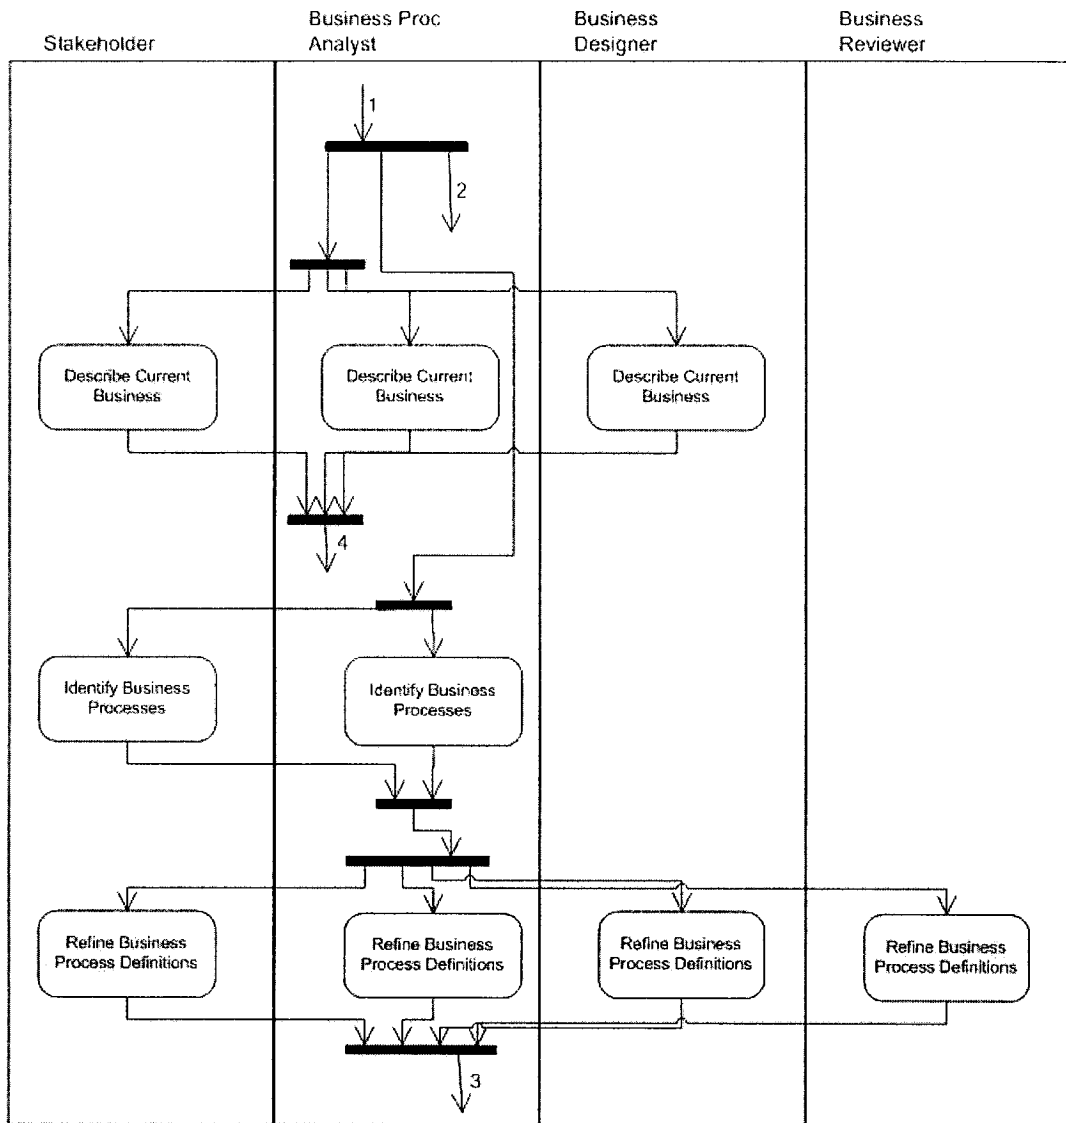 Stakeholder
Business Proc
Analyst
Business
Designer
Business
Reviewer
1
2
Describe Current
Business
Describe Current
Business
Describe Current
Business
4
Identify Business
Processes
Identify Business
Processes
Refine Business
Process Definitions
Refine Business
Process Definitions
Refine Business
Process Definitions
Refine Business
Process Definitions
3